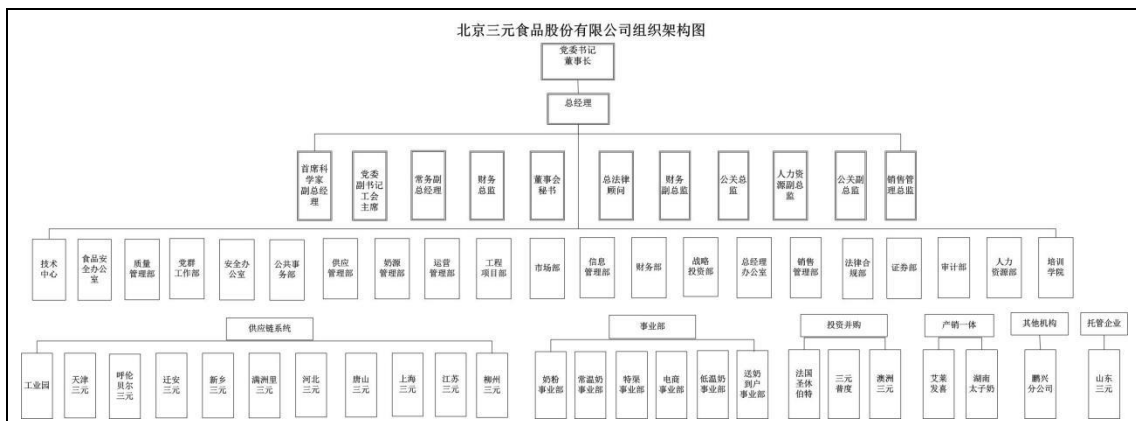 北京三元食品股份有限公司组织架构图
党委书记
董事长
总经理
首席科
学家
副总经理
党委
副书记
工会
主席
常务副
总经理
财务
总监
董事会
秘书
总法律
顾问
财务
副总监
公关总
监
人力资
源副总
监
公关副
总监
销售管
理总监
技术
中心
食品安
全办公
室
质量
管理部
党群
工作部
安全办
公室
公共事
务部
供应
管理部
奶源
管理部
运营
管理部
工程
项目部
市场部
信息
管理部
财务部
战略
投资部
总经理
办公室
销售
管理部
法律合
规部
证券部
审计部
人力
资源部
培训
学院
供应链系统
事业部
投资并购
产销一体
其他机构
托管企业
工业园
天津
三元
呼伦
贝尔
三元
迁安
三元
新乡
三元
满洲里
三元
河北
三元
唐山
三元
上海
三元
江苏
三元
柳州
三元
奶粉
事业部
常温奶
事业部
特渠
事业部
电商
事业部
低温奶
事业部
送奶
到户
事业部
法国
圣休
伯特
三元
普度
澳洲
三元
艾莱
发喜
湖南
太子奶
鹏兴
分公司
山东
三元